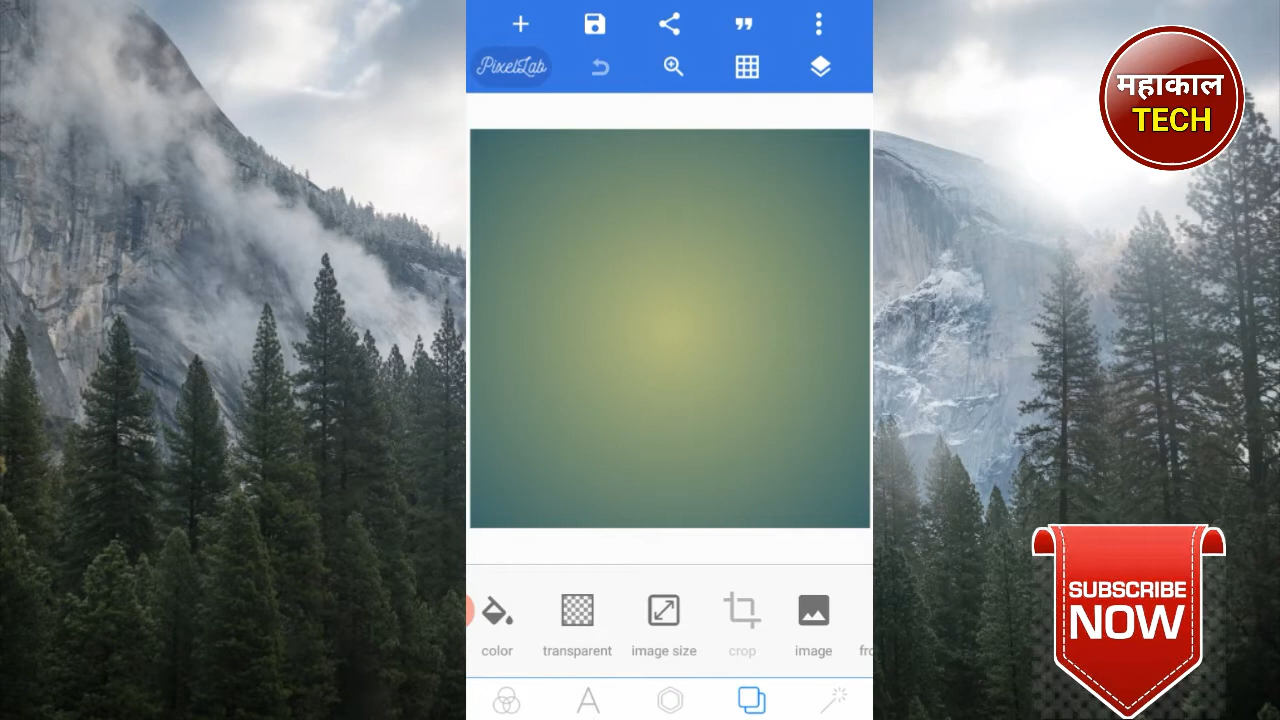 PixelLab
color
transparent
image size
crop
image
महाकाल
TECH
SUBSCRIBE
NOW